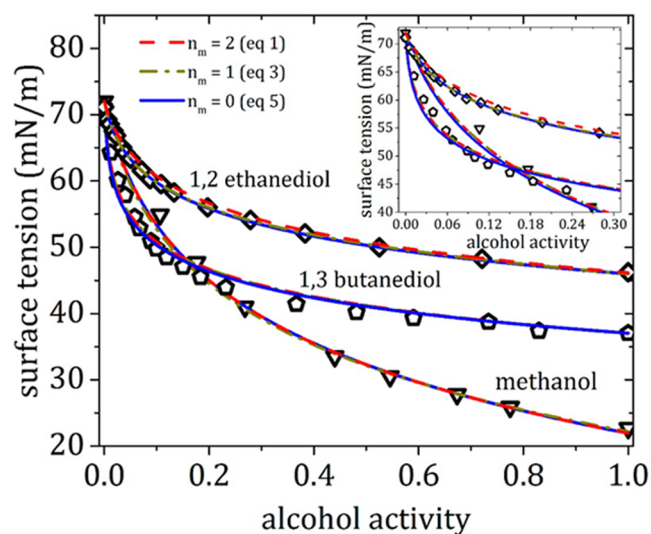 n_m = 2 (eq 1)
n_m = 1 (eq 3)
n_m = 0 (eq 5)
surface tension (mN/m)
80
70
60
50
40
30
20
0.0 0.2 0.4 0.6 0.8 1.0
alcohol activity
1,2 ethanediol
1,3 butanediol
methanol
surface tension (mN/m)
75
70
65
60
55
50
45
40
0.00 0.06 0.12 0.18 0.24 0.30
alcohol activity